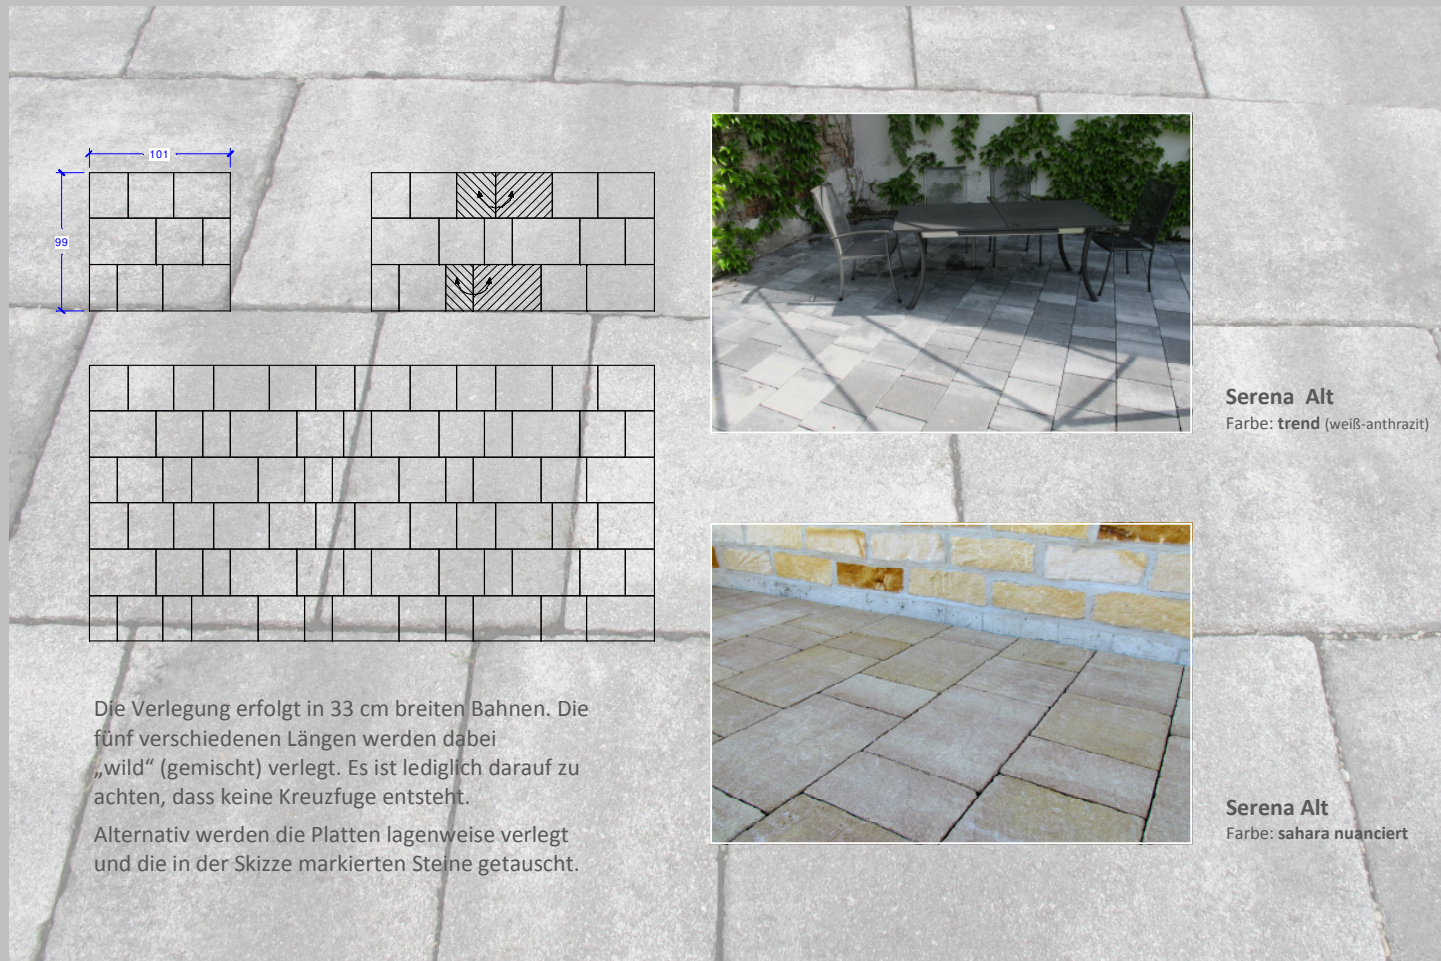 101
99
Die Verlegung erfolgt in 33 cm breiten Bahnen. Die
fünf verschiedenen Längen werden dabei
„wild“ (gemischt) verlegt. Es ist lediglich darauf zu
achten, dass keine Kreuzfuge entsteht.
Alternativ werden die Platten lagenweise verlegt
und die in der Skizze markierten Steine getauscht.
Serena Alt
Farbe: trend (weiß-anthrazit)
Serena Alt
Farbe: sahara nuanciert